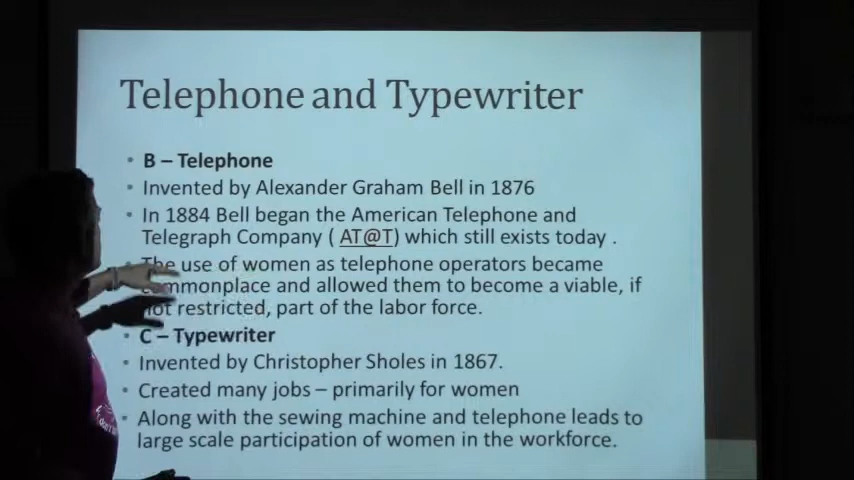 Telephone and Typewriter
• B – Telephone
• Invented by Alexander Graham Bell in 1876
• In 1884 Bell began the American Telephone and
Telegraph Company ( AT@T) which still exists today .
• The use of women as telephone operators became
commonplace and allowed them to become a viable, if
not restricted, part of the labor force.
• C – Typewriter
• Invented by Christopher Sholes in 1867.
• Created many jobs – primarily for women
• Along with the sewing machine and telephone leads to
large scale participation of women in the workforce.